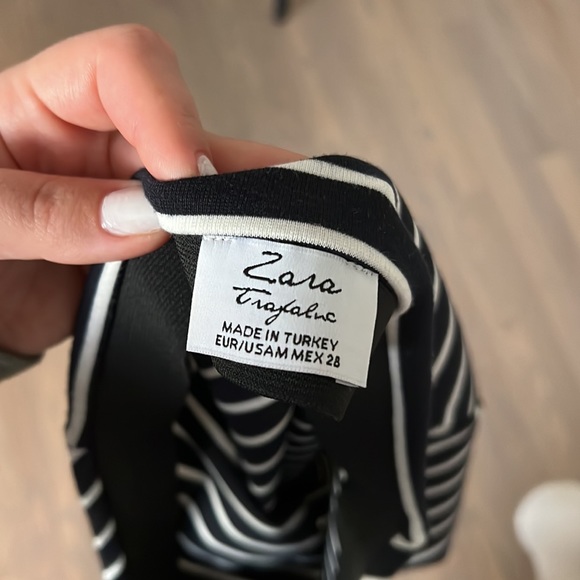 Zara
Trafaluc
MADE IN TURKEY
EUR/USAM MEX 28